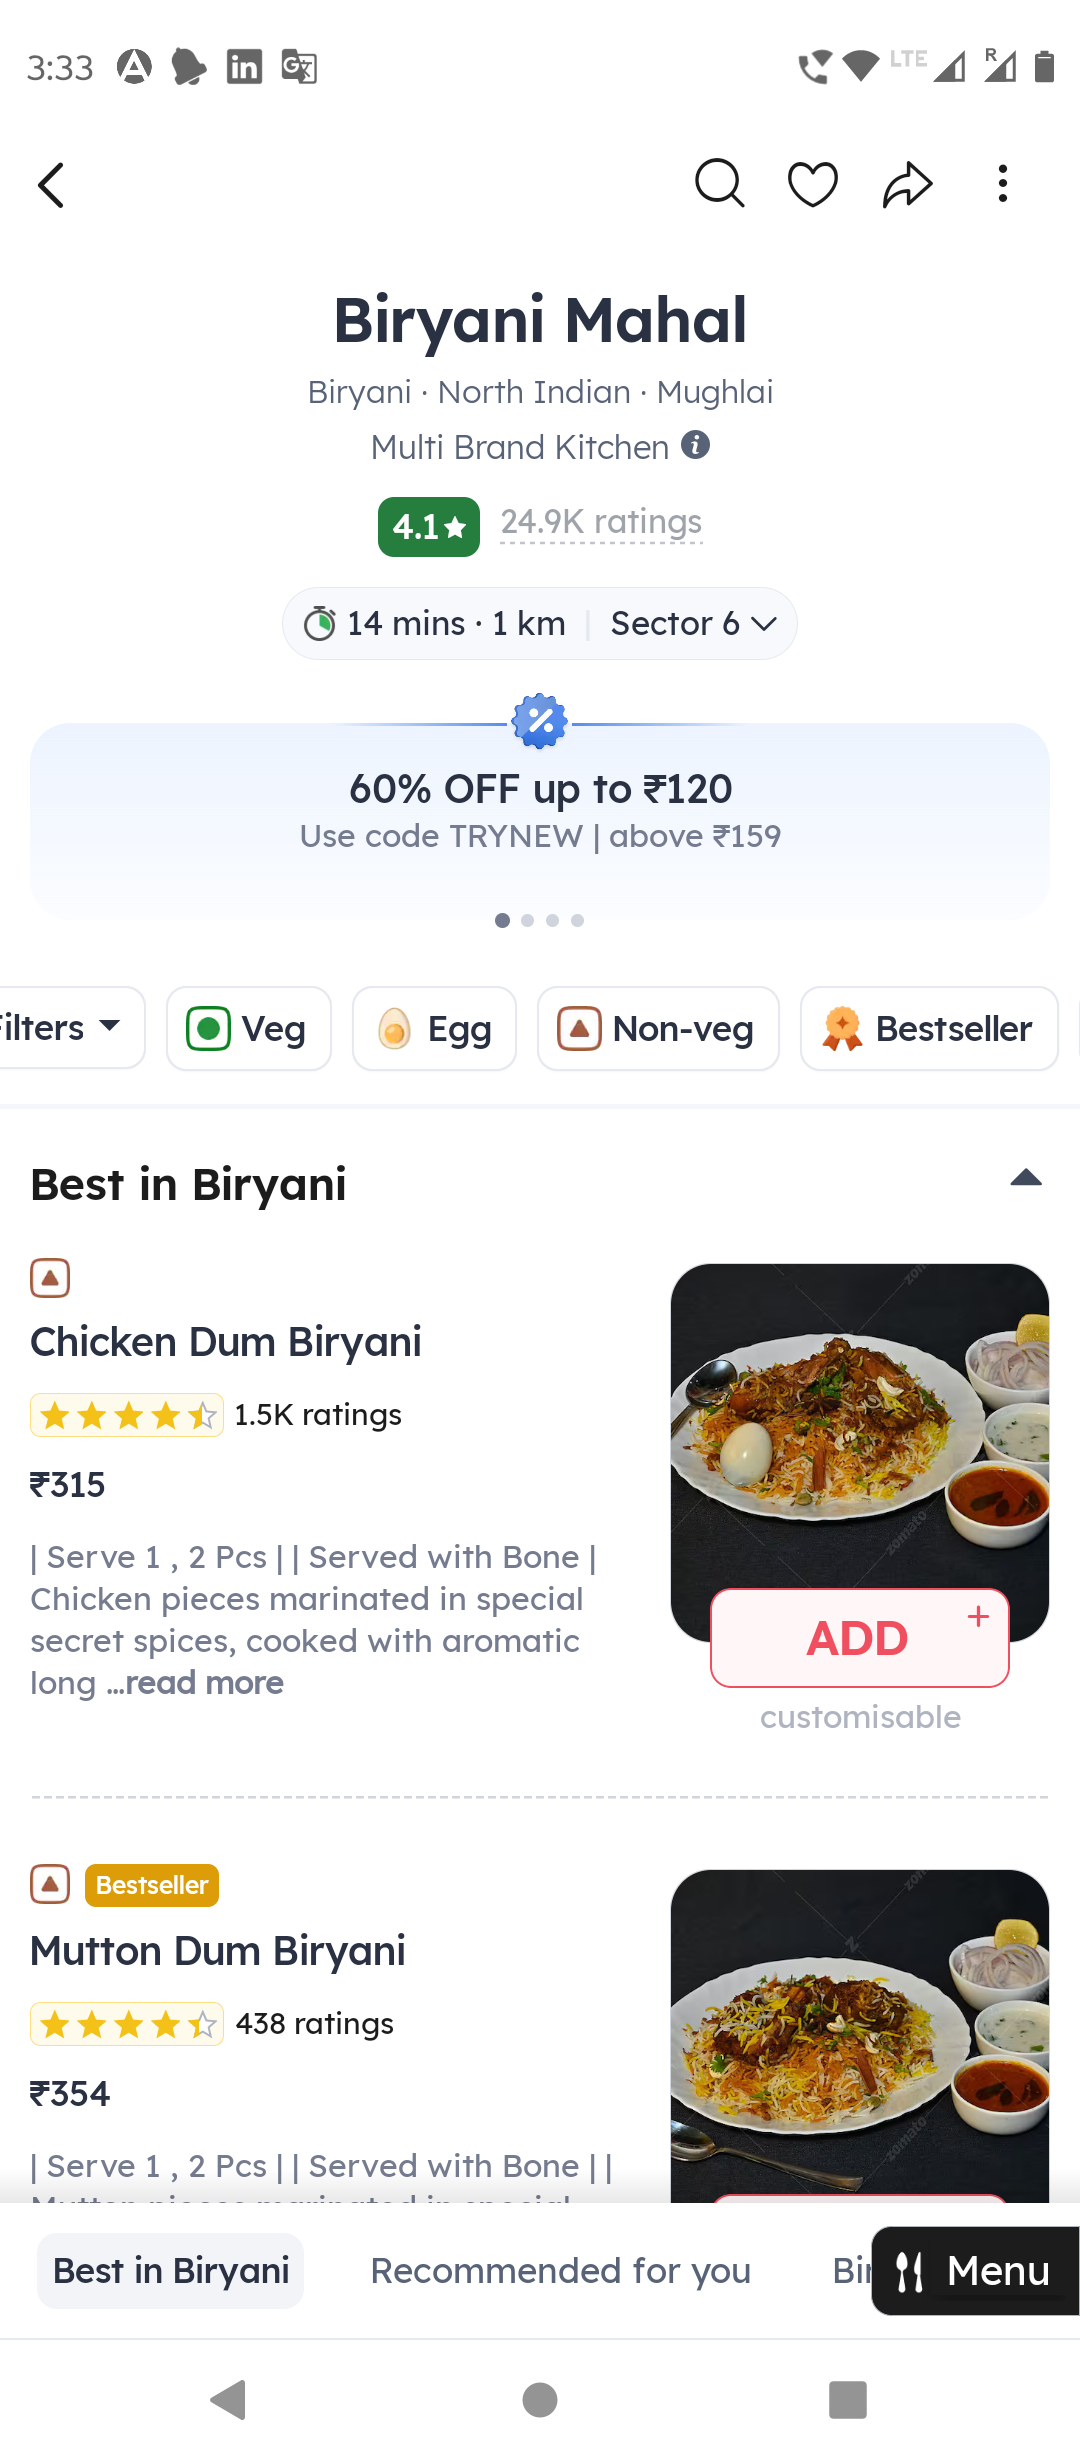 3:33
LTE
R
Biryani Mahal
Biryani · North Indian · Mughlai
Multi Brand Kitchen
4.1★ 24.9K ratings
14 mins · 1 km | Sector 6
60% OFF up to ₹120
Use code TRYNEW | above ₹159
Veg Egg Non-veg Bestseller
Best in Biryani
Chicken Dum Biryani
1.5K ratings
₹315
| Serve 1 , 2 Pcs | | Served with Bone |
Chicken pieces marinated in special
secret spices, cooked with aromatic
long ...read more
zomato
ADD +
customisable
Bestseller
Mutton Dum Biryani
438 ratings
₹354
| Serve 1 , 2 Pcs | | Served with Bone | |
zomato
Best in Biryani Recommended for you
Menu